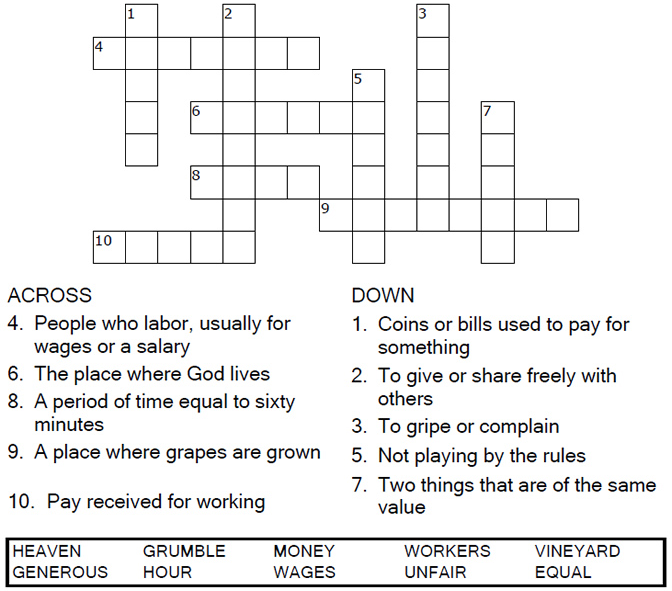 1 2 3
4
5
6 7
8
9
10
ACROSS
4. People who labor, usually for
wages or a salary
6. The place where God lives
8. A period of time equal to sixty
minutes
9. A place where grapes are grown
10. Pay received for working
DOWN
1. Coins or bills used to pay for
something
2. To give or share freely with
others
3. To gripe or complain
5. Not playing by the rules
7. Two things that are of the same
value
HEAVEN GRUMBLE MONEY WORKERS VINEYARD
GENEROUS HOUR WAGES UNFAIR EQUAL